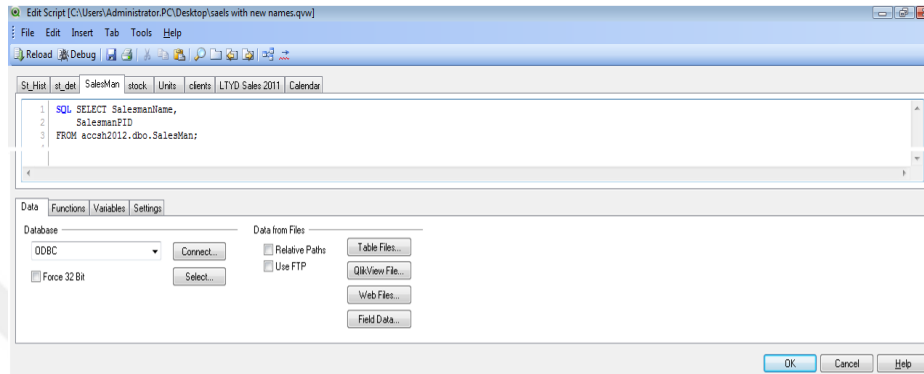 Edit Script [C:\Users\Administrator.PC\Desktop\saels with new names.qvw]
File Edit Insert Tab Tools Help
Reload Debug
St_Hist st_det SalesMan stock Units clients LTYD Sales 2011 Calendar
1 SQL SELECT SalesmanName,
2 SalesmanPID
3 FROM accsh2012.dbo.SalesMan;
Data Functions Variables Settings
Database
ODBC
Connect...
Force 32 Bit
Select...
Data from Files
Relative Paths
Use FTP
Table Files...
QlikView File...
Web Files...
Field Data...
OK Cancel Help